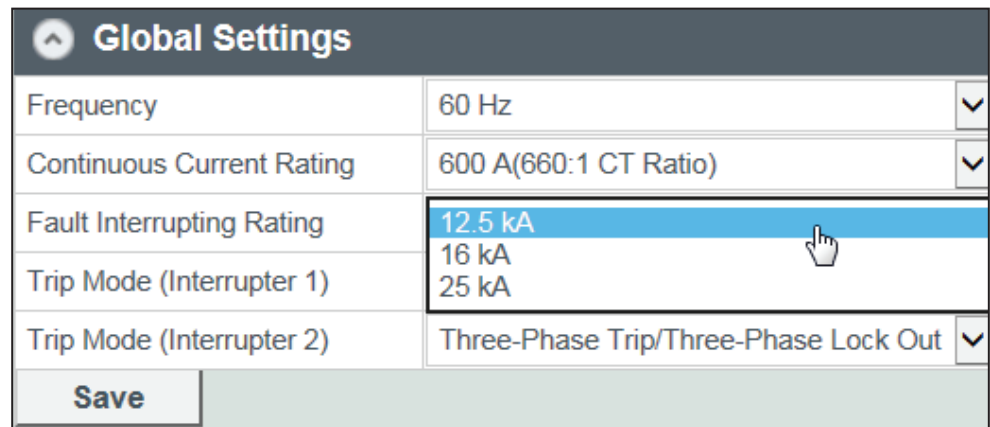 Global Settings
Frequency 60 Hz
Continuous Current Rating 600 A(660:1 CT Ratio)
Fault Interrupting Rating 12.5 kA
16 kA
Trip Mode (Interrupter 1) 25 kA
Trip Mode (Interrupter 2) Three-Phase Trip/Three-Phase Lock Out
Save